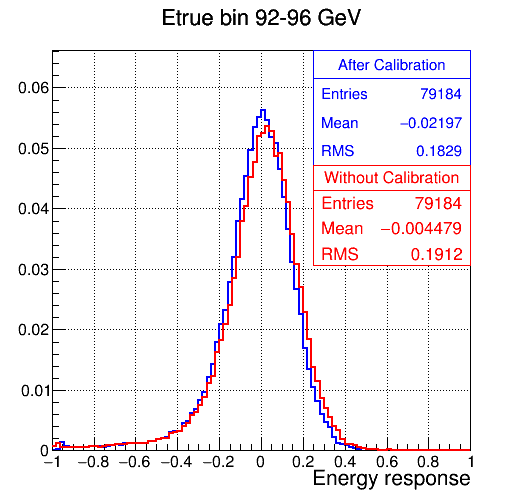 Etrue bin 92-96 GeV
After Calibration
Entries 79184
Mean −0.02197
RMS 0.1829
Without Calibration
Entries 79184
Mean −0.004479
RMS 0.1912
0.06
0.05
0.04
0.03
0.02
0.01
0
−1 −0.8 −0.6 −0.4 −0.2 0 0.2 0.4 0.6 0.8 1
Energy response